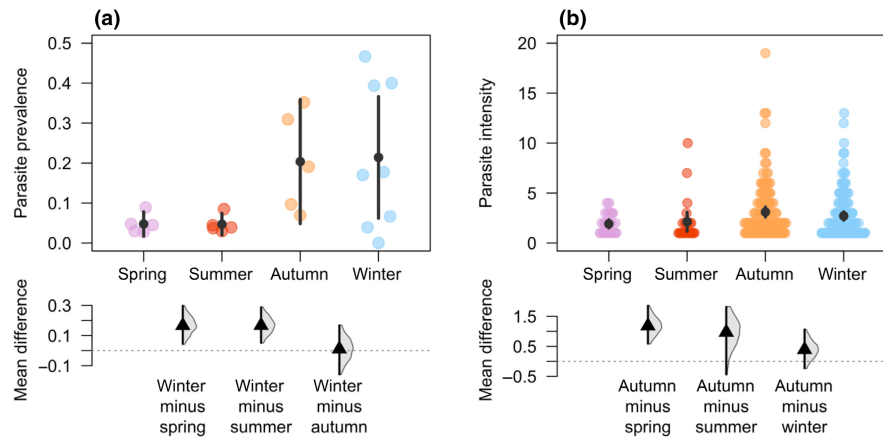 (a)
Parasite prevalence
0.5
0.4
0.3
0.2
0.1
0.0
Spring Summer Autumn Winter
Mean difference
0.3
0.1
−0.1
Winter minus spring
Winter minus summer
Winter minus autumn
(b)
Parasite intensity
20
15
10
5
0
Spring Summer Autumn Winter
Mean difference
1.5
0.5
−0.5
Autumn minus spring
Autumn minus summer
Autumn minus winter